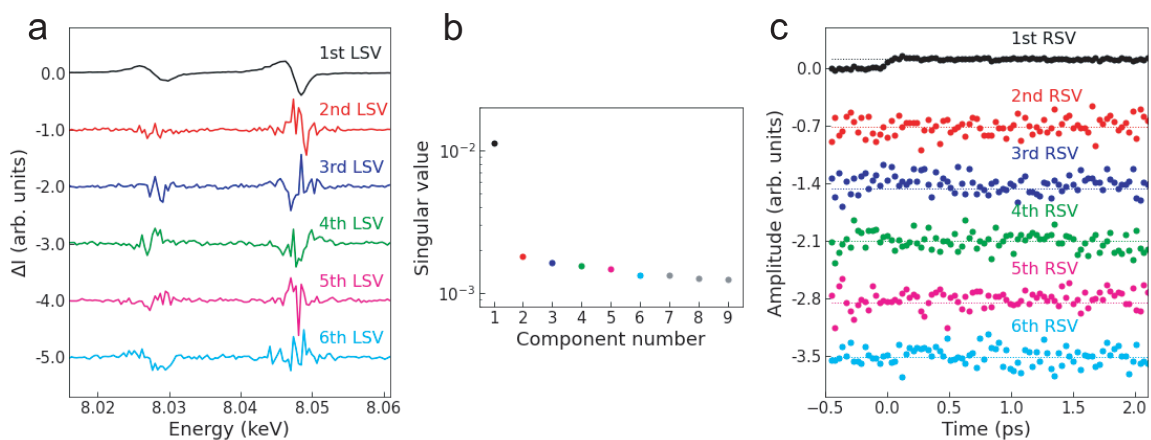 a
ΔI (arb. units)
0.0
-1.0
-2.0
-3.0
-4.0
-5.0
1st LSV
2nd LSV
3rd LSV
4th LSV
5th LSV
6th LSV
8.02 8.03 8.04 8.05 8.06
Energy (keV)
b
Singular value
10⁻²
10⁻³
1 2 3 4 5 6 7 8 9
Component number
c
Amplitude (arb. units)
0.0
-0.7
-1.4
-2.1
-2.8
-3.5
1st RSV
2nd RSV
3rd RSV
4th RSV
5th RSV
6th RSV
−0.5 0.0 0.5 1.0 1.5 2.0
Time (ps)